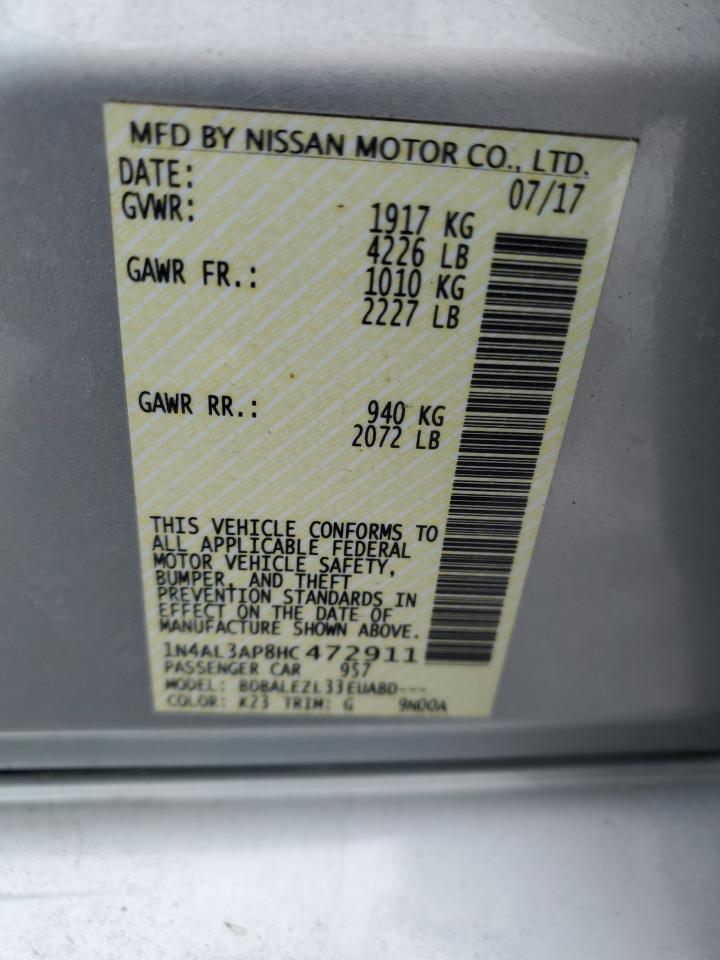 MFD BY NISSAN MOTOR CO., LTD.
DATE: 07/17
GVWR: 1917 KG
4226 LB
GAWR FR.: 1010 KG
2227 LB
GAWR RR.: 940 KG
2072 LB
THIS VEHICLE CONFORMS TO
ALL APPLICABLE FEDERAL
MOTOR VEHICLE SAFETY,
BUMPER, AND THEFT
PREVENTION STANDARDS IN
EFFECT ON THE DATE OF
MANUFACTURE SHOWN ABOVE.
1N4AL3AP8HC 472911
PASSENGER CAR 957
MODEL: BDBALEZL33EUABD---
COLOR: K23 TRIM: G 9N00A